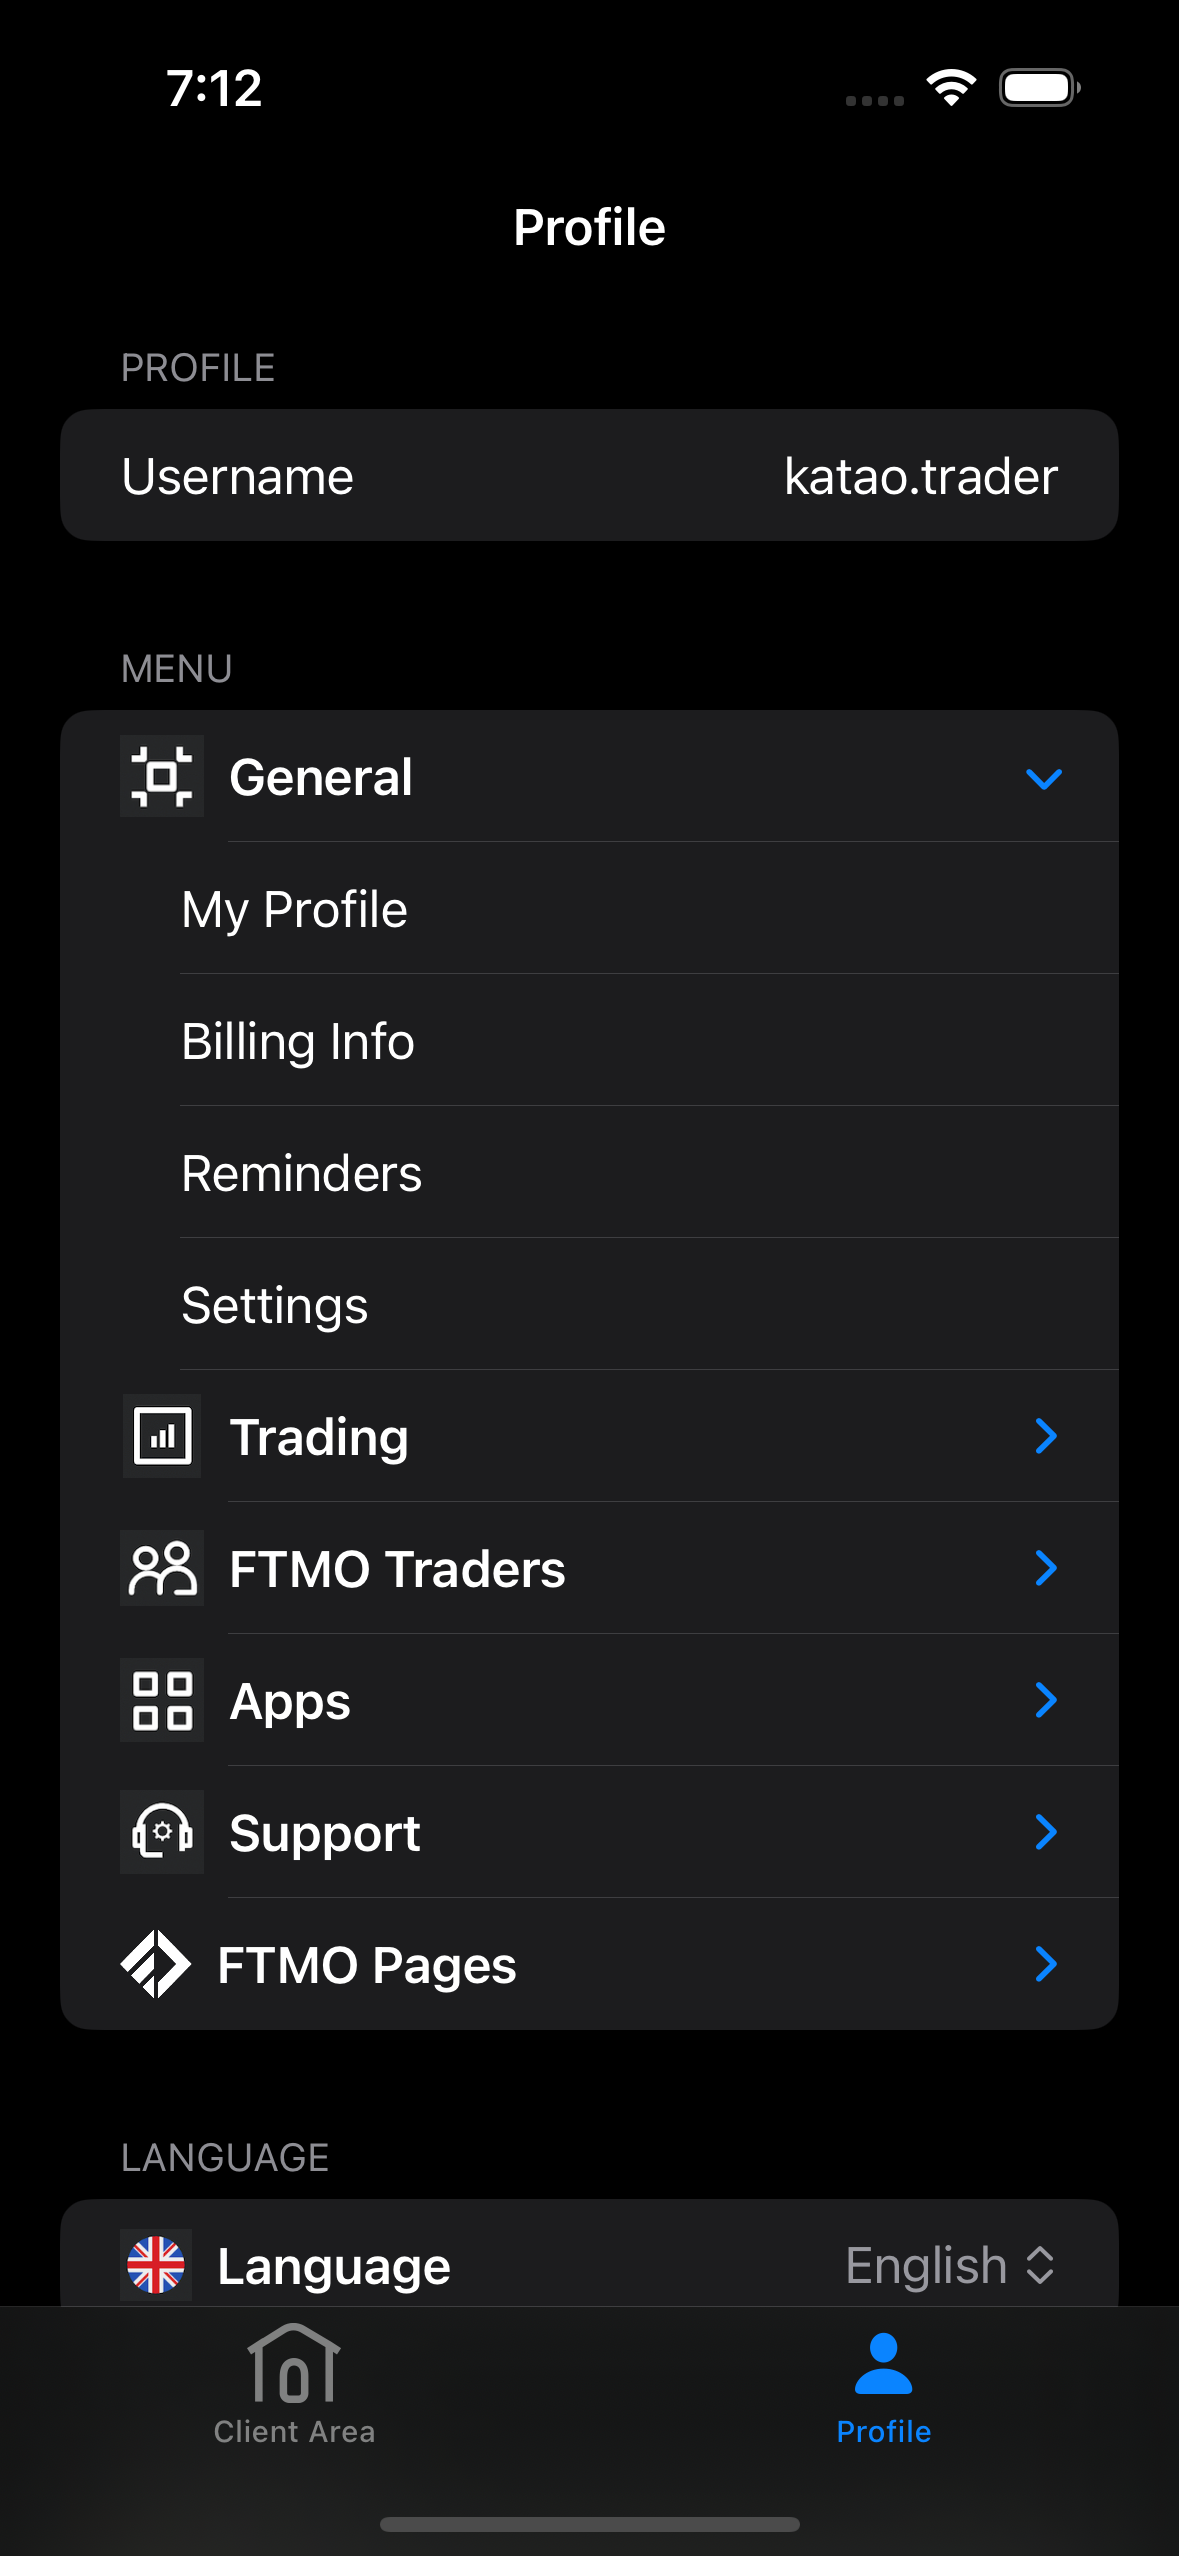 7:12
Profile
PROFILE
Username katao.trader
MENU
General
My Profile
Billing Info
Reminders
Settings
Trading
FTMO Traders
Apps
Support
FTMO Pages
LANGUAGE
Language English
Client Area Profile